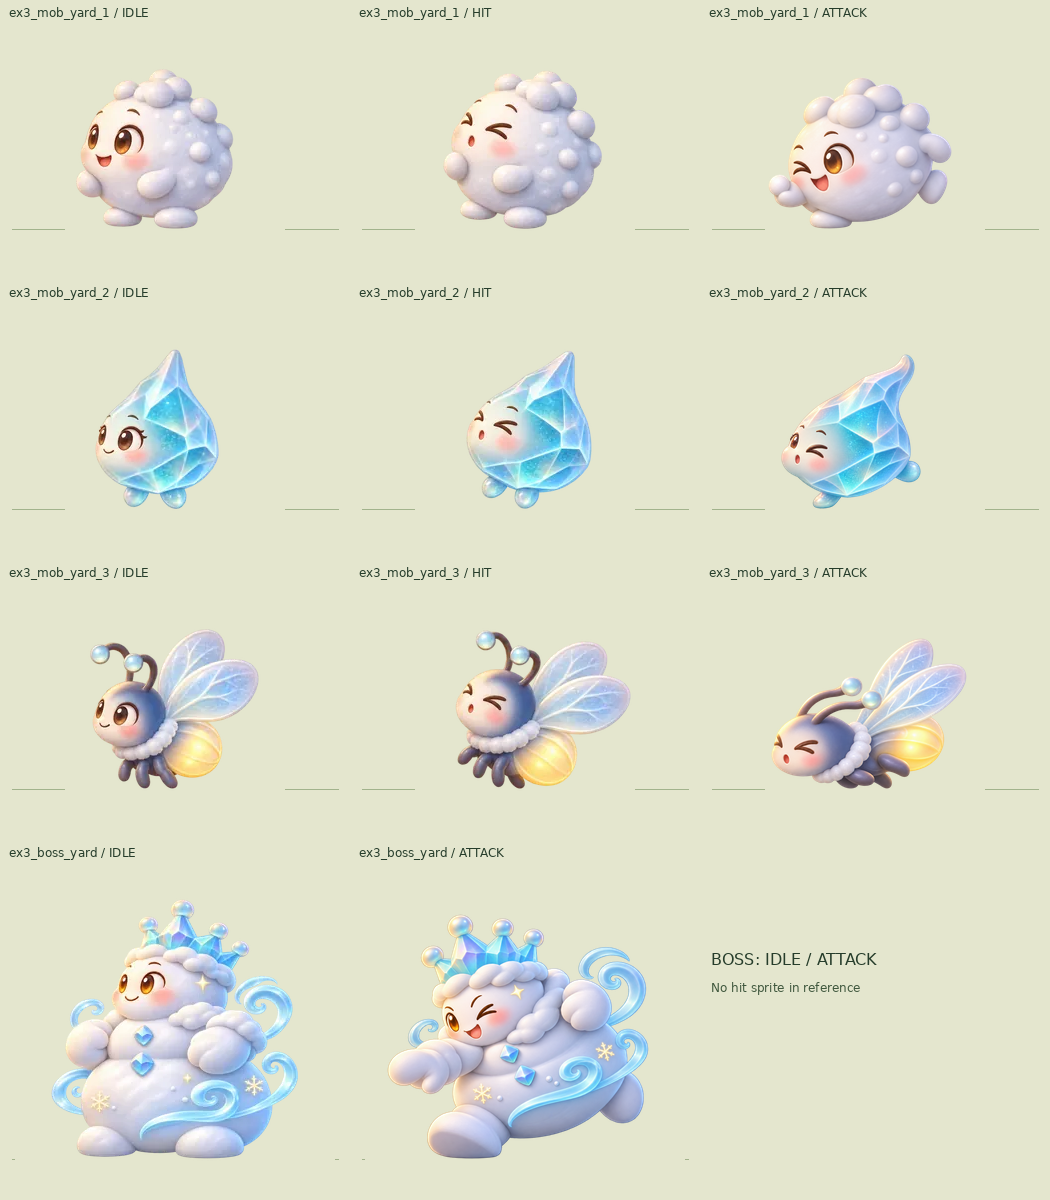 ex3_mob_yard_1 / IDLE
ex3_mob_yard_1 / HIT
ex3_mob_yard_1 / ATTACK
ex3_mob_yard_2 / IDLE
ex3_mob_yard_2 / HIT
ex3_mob_yard_2 / ATTACK
ex3_mob_yard_3 / IDLE
ex3_mob_yard_3 / HIT
ex3_mob_yard_3 / ATTACK
ex3_boss_yard / IDLE
ex3_boss_yard / ATTACK
BOSS: IDLE / ATTACK
No hit sprite in reference